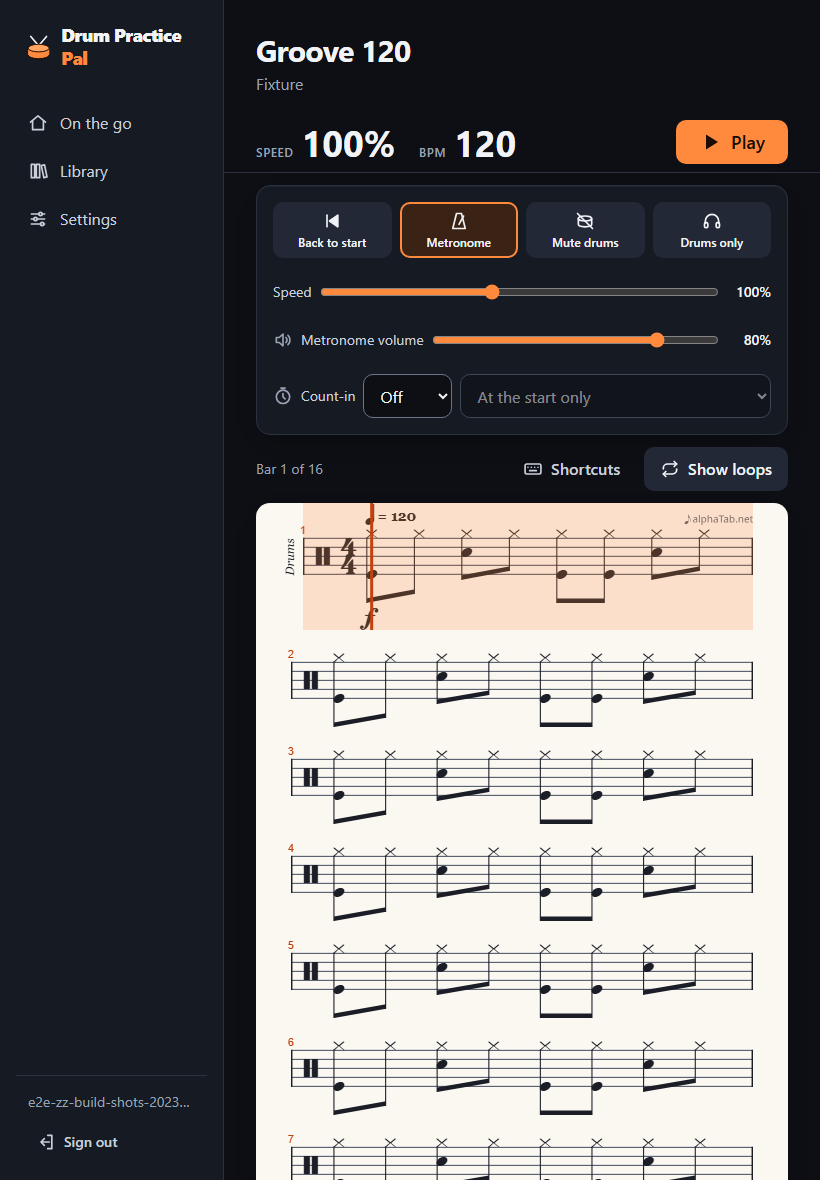 Drum Practice
Pal
On the go
Library
Settings
e2e-zz-build-shots-2023...
Sign out
Groove 120
Fixture
SPEED 100% BPM 120
Play
Back to start
Metronome
Mute drums
Drums only
Speed 100%
Metronome volume 80%
Count-in Off At the start only
Bar 1 of 16
Shortcuts
Show loops
= 120
alphaTab.net
1
Drums
4
4
f
2
3
4
5
6
7